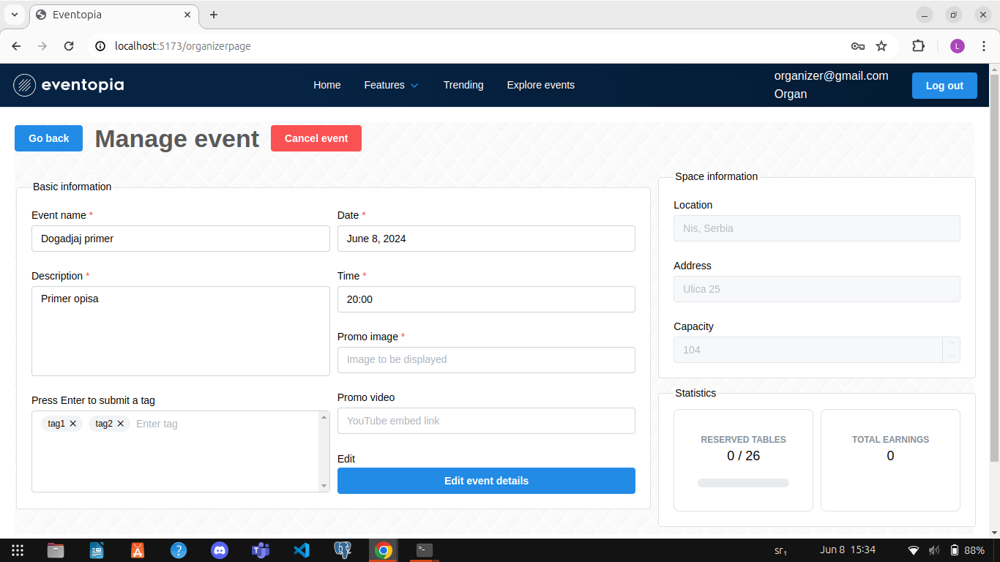 Eventopia
localhost:5173/organizerpage
L
eventopia
Home
Features
Trending
Explore events
organizer@gmail.com
Organ
Log out
Go back
Manage event
Cancel event
Basic information
Event name *
Dogadjaj primer
Date *
June 8, 2024
Description *
Primer opisa
Time *
20:00
Promo image *
Image to be displayed
Press Enter to submit a tag
tag1
tag2
Enter tag
Promo video
YouTube embed link
Edit
Edit event details
Space information
Location
Nis, Serbia
Address
Ulica 25
Capacity
104
Statistics
RESERVED TABLES
0 / 26
TOTAL EARNINGS
0
sr₁
Jun 8 15:34
88%